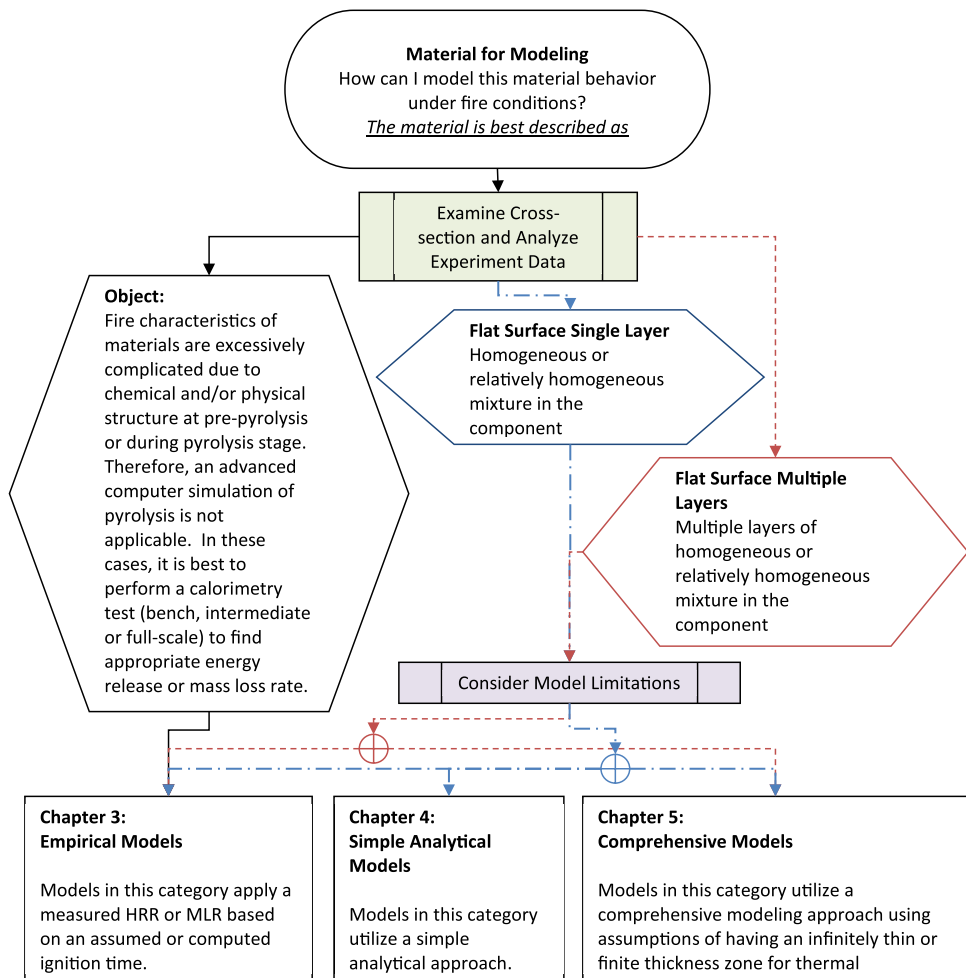 Material for Modeling
How can I model this material behavior
under fire conditions?
The material is best described as
Examine Cross-
section and Analyze
Experiment Data
Object:
Fire characteristics of
materials are excessively
complicated due to
chemical and/or physical
structure at pre-pyrolysis
or during pyrolysis stage.
Therefore, an advanced
computer simulation of
pyrolysis is not
applicable.  In these
cases, it is best to
perform a calorimetry
test (bench, intermediate
or full-scale) to find
appropriate energy
release or mass loss rate.
Flat Surface Single Layer
Homogeneous or
relatively homogeneous
mixture in the
component
Flat Surface Multiple
Layers
Multiple layers of
homogeneous or
relatively homogeneous
mixture in the
component
Consider Model Limitations
Chapter 3:
Empirical Models
Models in this category apply a
measured HRR or MLR based
on an assumed or computed
ignition time.
Chapter 4:
Simple Analytical
Models
Models in this category
utilize a simple
analytical approach.
Chapter 5:
Comprehensive Models
Models in this category utilize a
comprehensive modeling approach using
assumptions of having an infinitely thin or
finite thickness zone for thermal